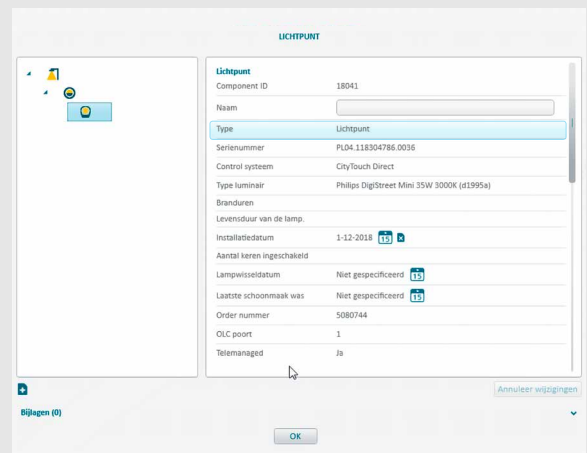 LICHTPUNT
Lichtpunt
Component ID 18041
Naam
Type Lichtpunt
Serienummer PL04.118304786.0036
Control systeem CityTouch Direct
Type luminair Philips DigiStreet Mini 35W 3000K (d1995a)
Branduren
Levensduur van de lamp.
Installatiedatum 1-12-2018 15
Aantal keren ingeschakeld
Lampwisseldatum Niet gespecificeerd 15
Laatste schoonmaak was Niet gespecificeerd 15
Order nummer 5080744
OLC poort 1
Telemanaged Ja
Annuleer wijzigingen
Bijlagen (0)
OK